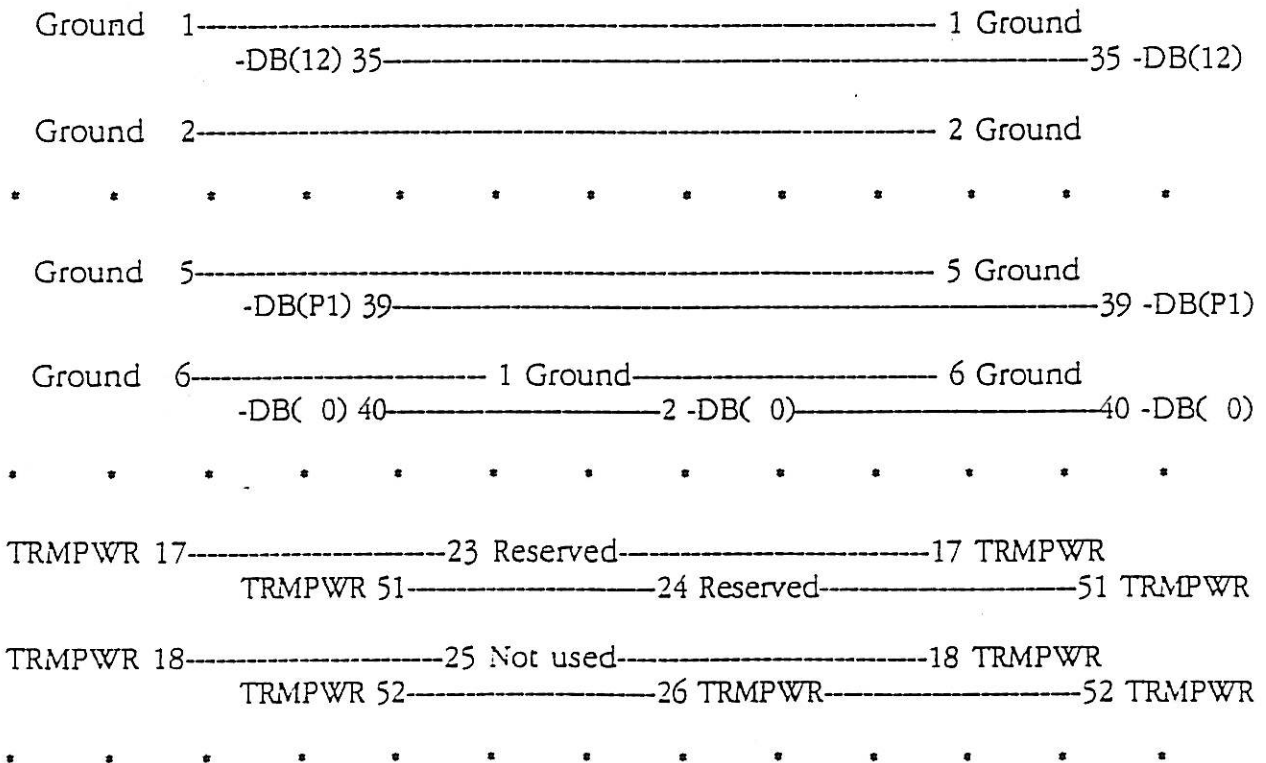 Ground 1------------------------------ 1 Ground
-DB(12) 35------------------------------35 -DB(12)
Ground 2------------------------------ 2 Ground
* * * * * * * * * * * * *
Ground 5------------------------------ 5 Ground
-DB(P1) 39------------------------------39 -DB(P1)
Ground 6------------ 1 Ground------------ 6 Ground
-DB( 0) 40------------2 -DB( 0)------------40 -DB( 0)
* * * * * * * * * * * * *
TRMPWR 17------------23 Reserved------------17 TRMPWR
TRMPWR 51------------24 Reserved------------51 TRMPWR
TRMPWR 18------------25 Not used------------18 TRMPWR
TRMPWR 52------------26 TRMPWR------------52 TRMPWR
* * * * * * * * * * * * *